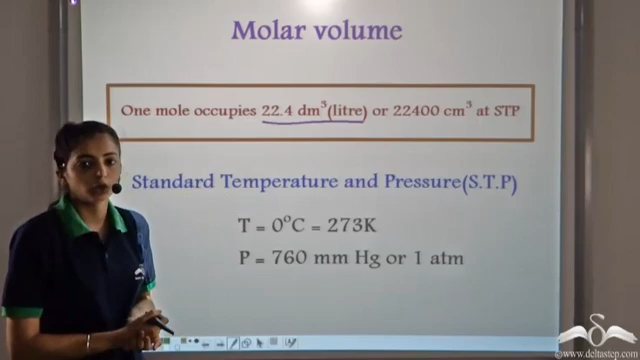 Molar volume
One mole occupies 22.4 dm³(litre) or 22400 cm³ at STP
Standard Temperature and Pressure(S.T.P)
T = 0°C = 273K
P = 760 mm Hg or 1 atm
©www.deltastep.com